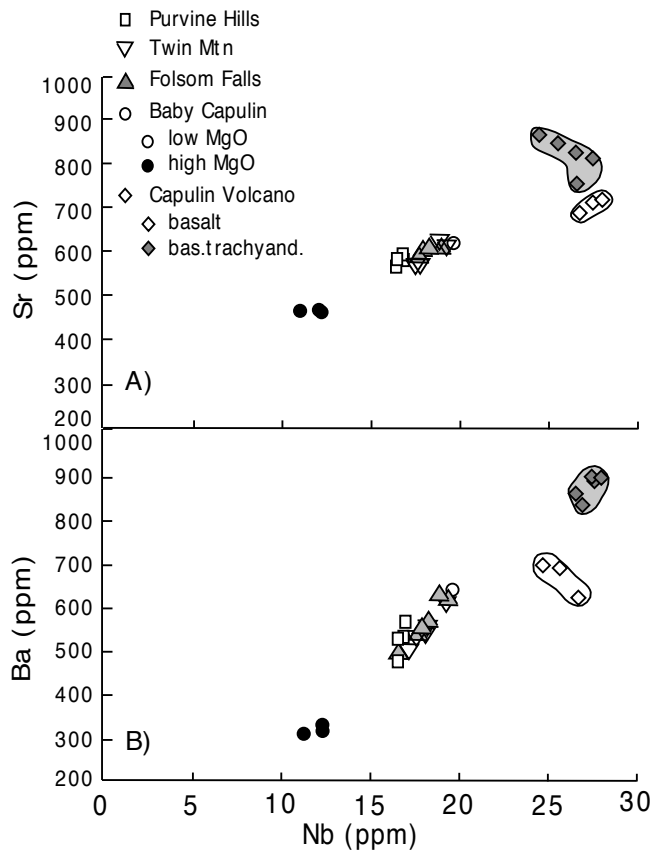 Purvine Hills
Twin Mtn
Folsom Falls
Baby Capulin
low MgO
high MgO
Capulin Volcano
basalt
bas.trachyand.
1000
900
800
700
600
500
400
300
200
Sr (ppm)
A)
1000
900
800
700
600
500
400
300
200
Ba (ppm)
B)
0 5 10 15 20 25 30
Nb (ppm)